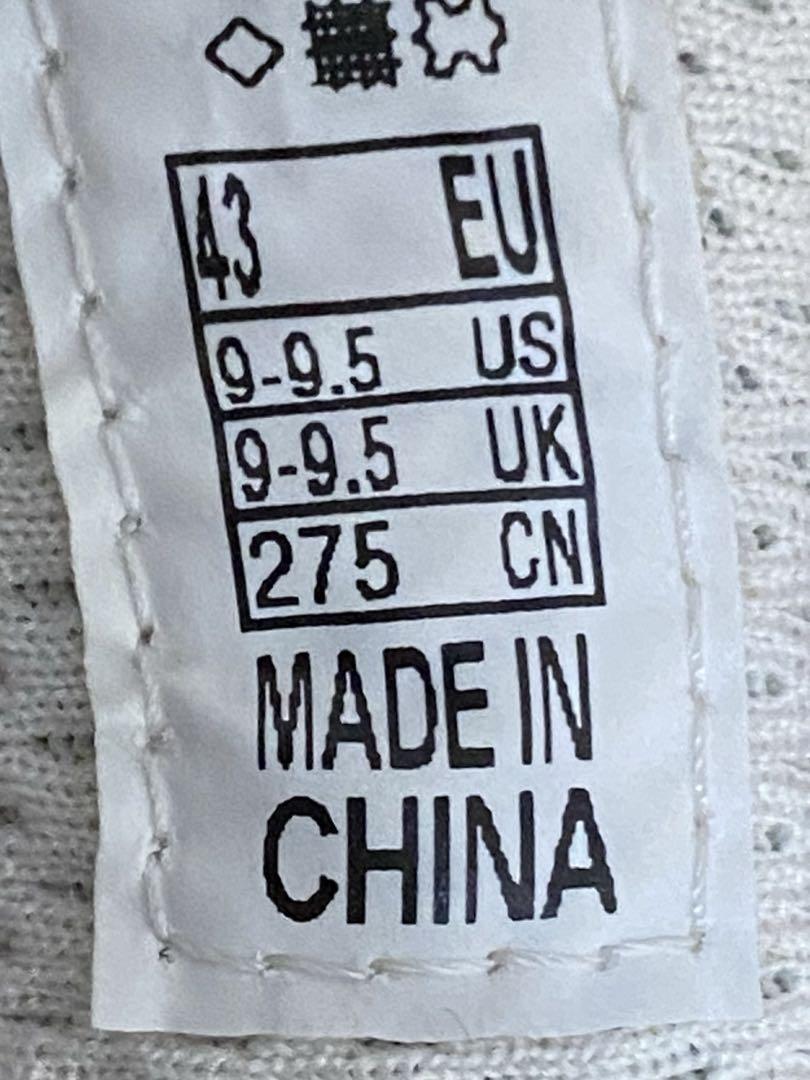 43 EU
9-9.5 US
9-9.5 UK
275 CN
MADE IN
CHINA